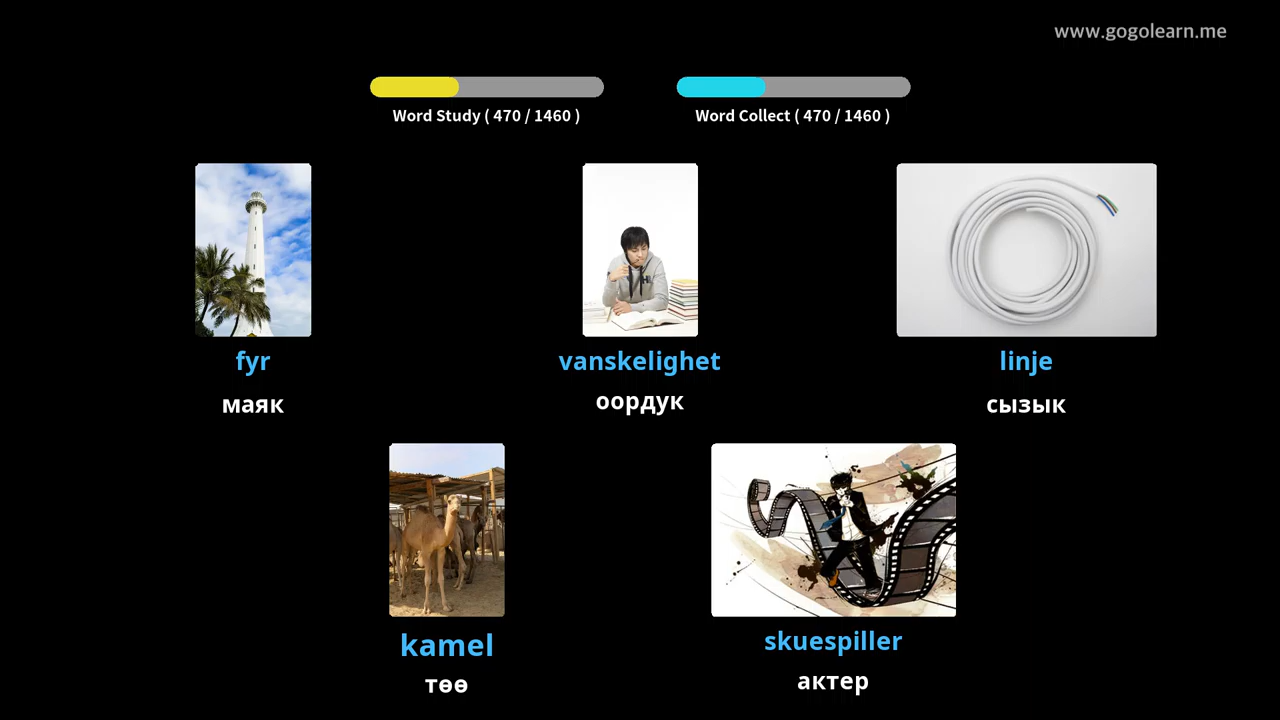 www.gogolearn.me
Word Study ( 470 / 1460 )
Word Collect ( 470 / 1460 )
fyr
маяк
vanskelighet
оордук
linje
сызык
kamel
төө
skuespiller
актер